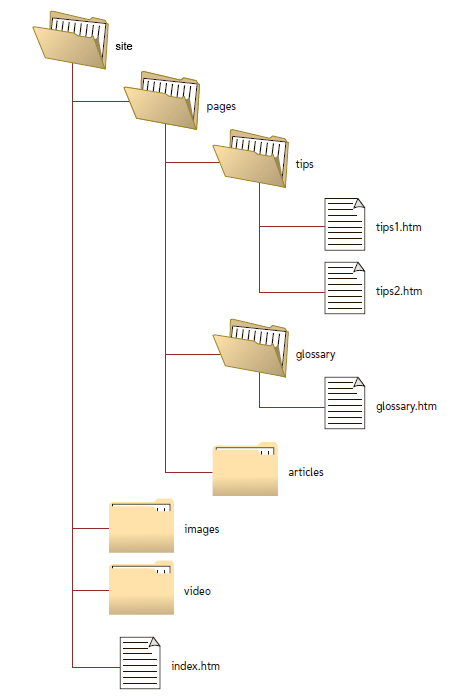 site
pages
tips
tips1.htm
tips2.htm
glossary
glossary.htm
articles
images
video
index.htm